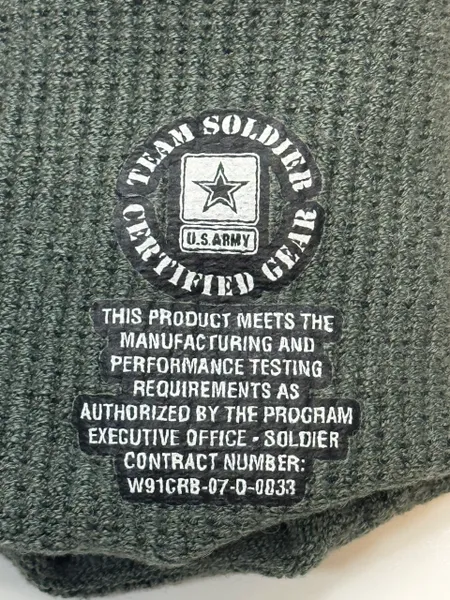 TEAM SOLDIER
U.S.ARMY
CERTIFIED GEAR
THIS PRODUCT MEETS THE
MANUFACTURING AND
PERFORMANCE TESTING
REQUIREMENTS AS
AUTHORIZED BY THE PROGRAM
EXECUTIVE OFFICE - SOLDIER
CONTRACT NUMBER:
W91CRB-07-D-0033